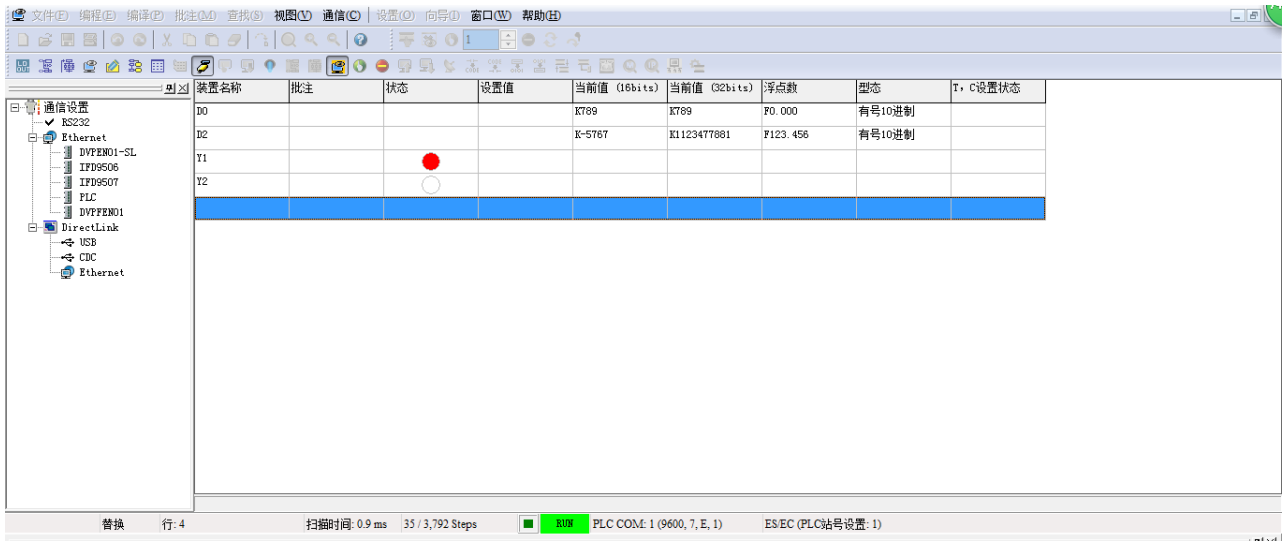 文件(F) 编程(E) 编译(P) 批注(M) 查找(S) 视图(V) 通信(C) 设置(O) 向导(I) 窗口(W) 帮助(H)
1
装置名称 批注 状态 设置值 当前值 (16bits) 当前值 (32bits) 浮点数 型态 T, C设置状态
通信设置
RS232
Ethernet
DVPEN01-SL
IFD9506
IFD9507
PLC
DVPFEN01
DirectLink
USB
CDC
Ethernet
D0 K789 K789 F0.000 有号10进制
D2 K-5767 K1123477881 F123.456 有号10进制
Y1
Y2
替换 行: 4 扫描时间: 0.9 ms 35 / 3,792 Steps RUN PLC COM: 1 (9600, 7, E, 1) ES/EC (PLC站号设置: 1)